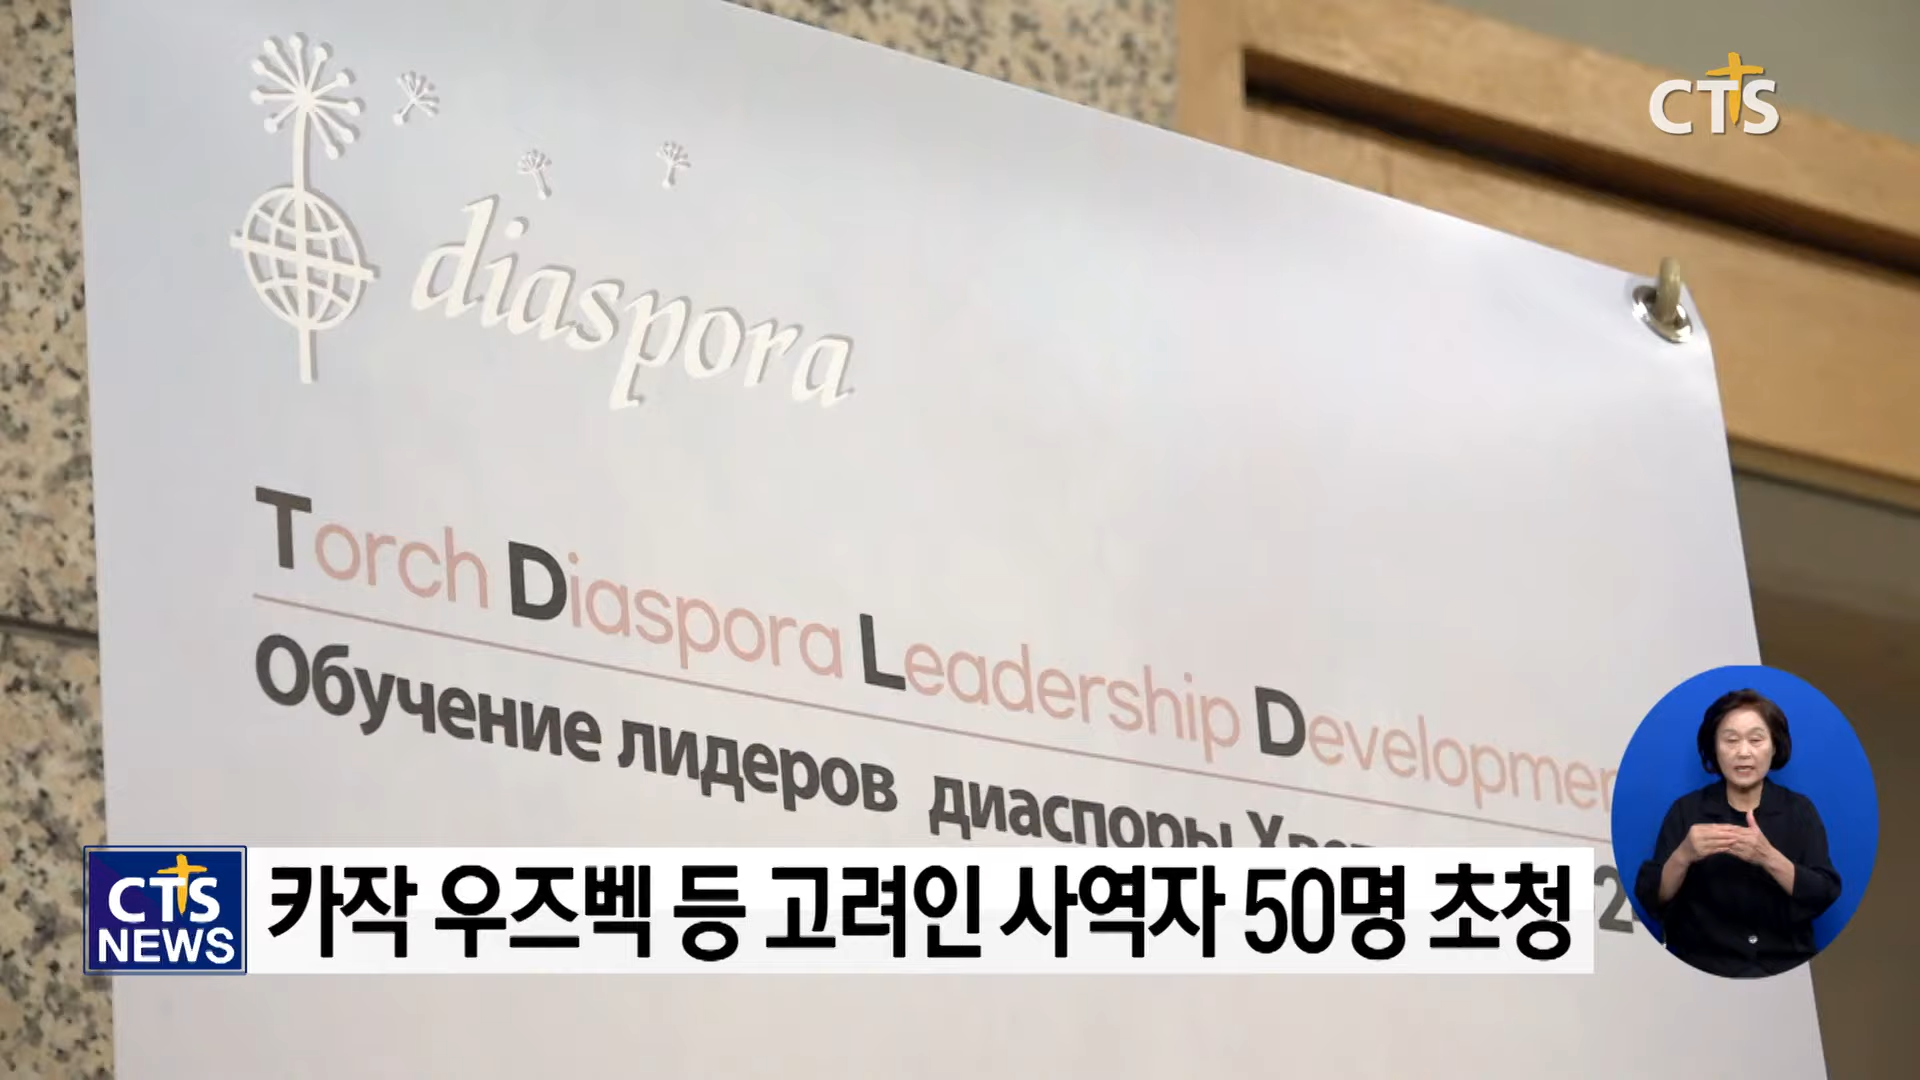 CTS
diaspora
Torch Diaspora Leadership Developmen
Обучение лидеров диаспоры
CTS
NEWS
카작 우즈벡 등 고려인 사역자 50명 초청